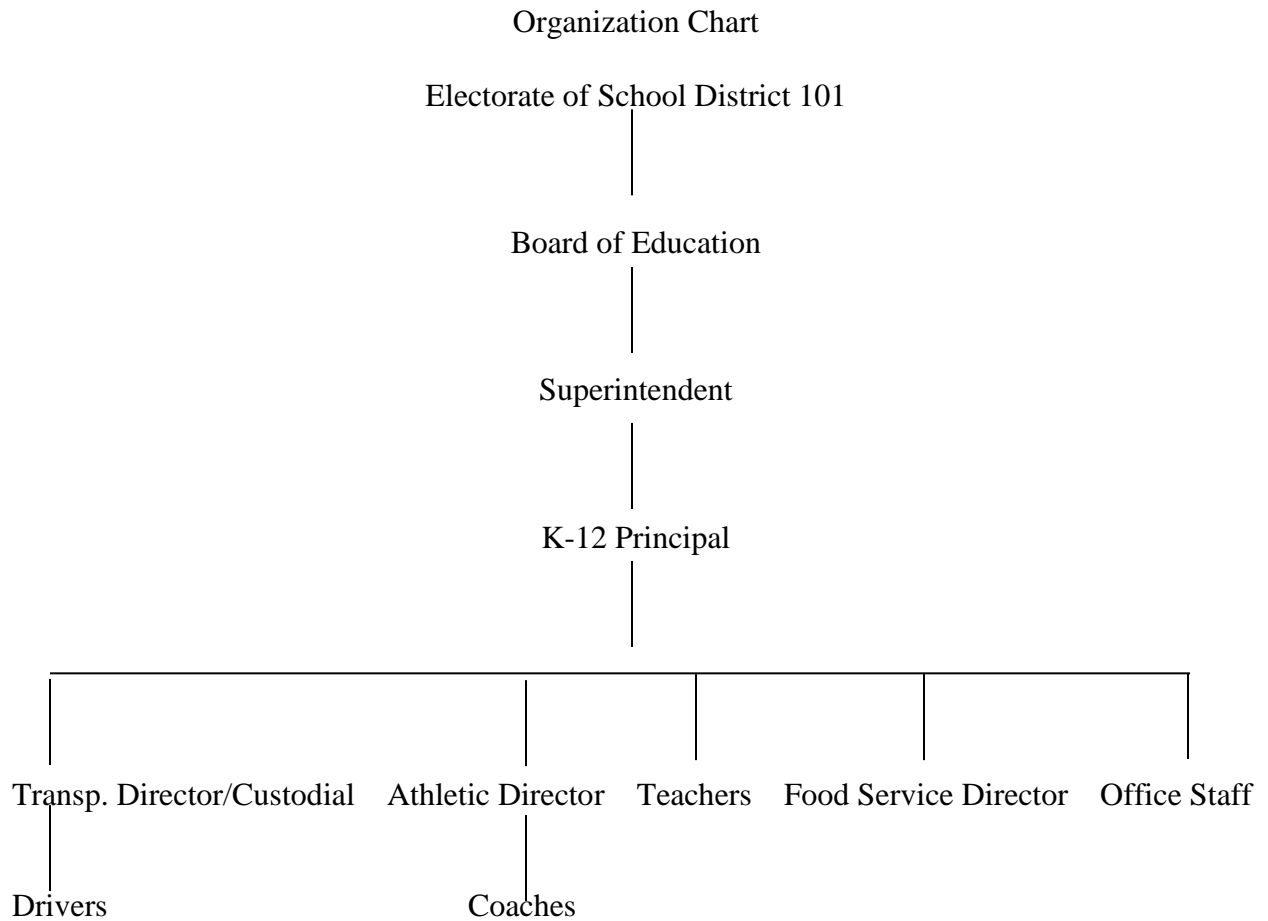 Organization Chart
Electorate of School District 101
Board of Education
Superintendent
K-12 Principal
Transp. Director/Custodial Athletic Director Teachers Food Service Director Office Staff
Drivers Coaches